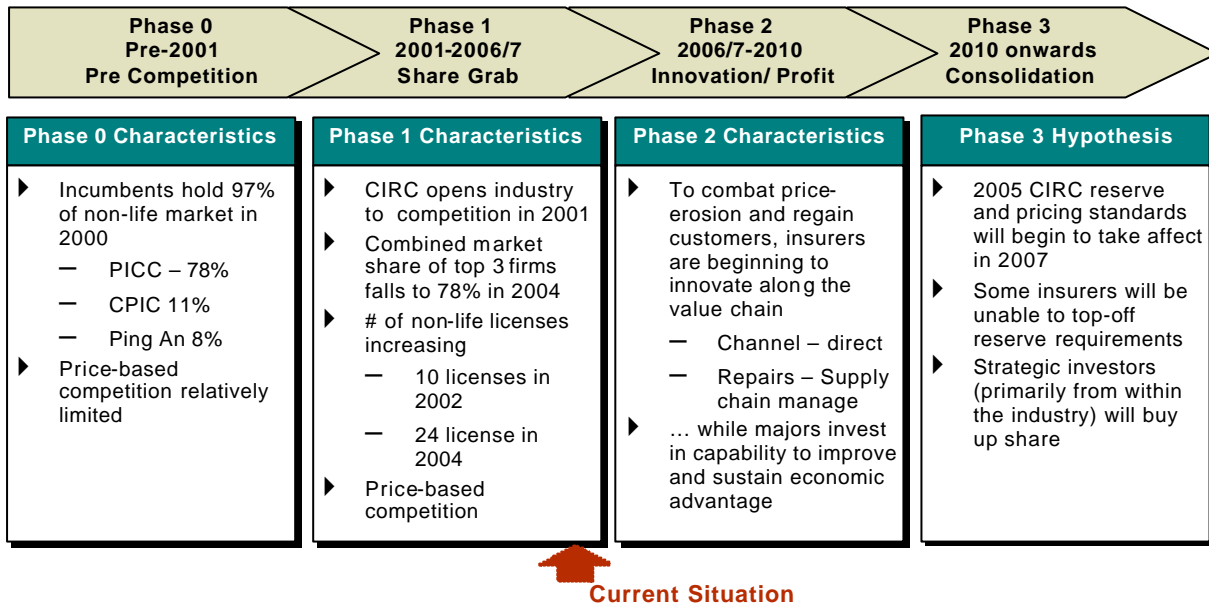 Phase 0
Pre-2001
Pre Competition
Phase 1
2001-2006/7
Share Grab
Phase 2
2006/7-2010
Innovation/ Profit
Phase 3
2010 onwards
Consolidation
Phase 0 Characteristics
Incumbents hold 97%
of non-life market in
2000
— PICC – 78%
— CPIC 11%
— Ping An 8%
Price-based
competition relatively
limited
Phase 1 Characteristics
CIRC opens industry
to competition in 2001
Combined market
share of top 3 firms
falls to 78% in 2004
# of non-life licenses
increasing
— 10 licenses in
2002
— 24 license in
2004
Price-based
competition
Phase 2 Characteristics
To combat price-
erosion and regain
customers, insurers
are beginning to
innovate along the
value chain
— Channel – direct
— Repairs – Supply
chain manage
… while majors invest
in capability to improve
and sustain economic
advantage
Phase 3 Hypothesis
2005 CIRC reserve
and pricing standards
will begin to take affect
in 2007
Some insurers will be
unable to top-off
reserve requirements
Strategic investors
(primarily from within
the industry) will buy
up share
Current Situation